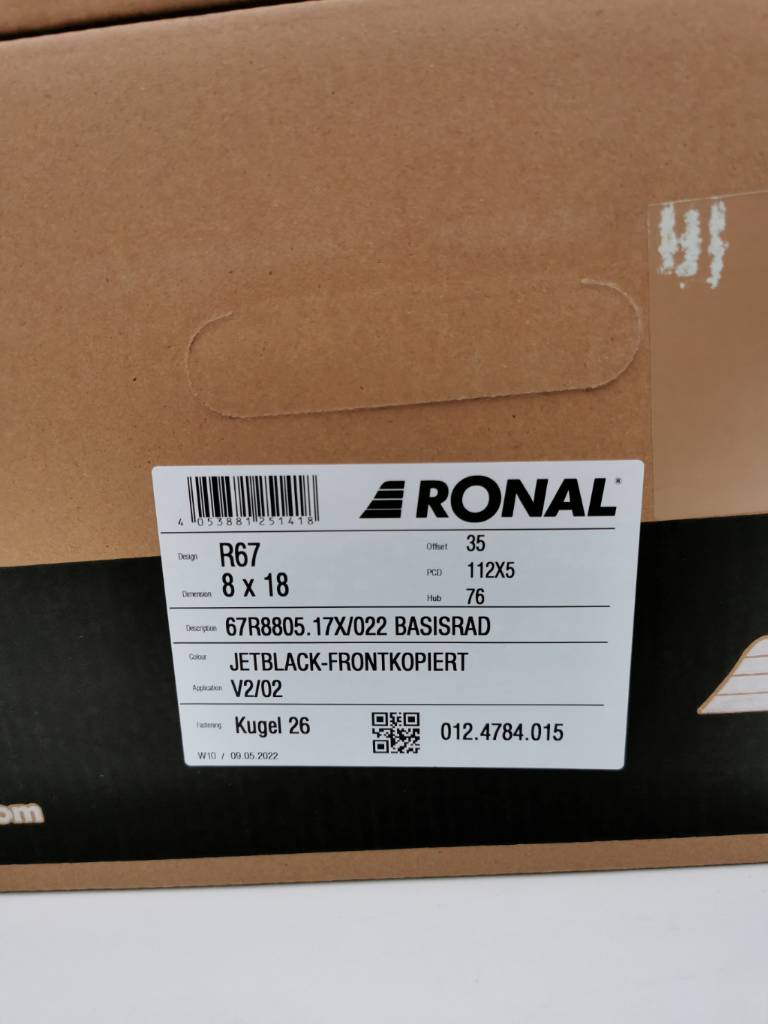 4 053881 251418
RONAL®
Design R67
Dimension 8 x 18
Offset 35
PCD 112X5
Hub 76
Description 67R8805.17X/022 BASISRAD
Colour JETBLACK-FRONTKOPIERT
Application V2/02
Fastening Kugel 26
012.4784.015
W10 / 09.05.2022
om